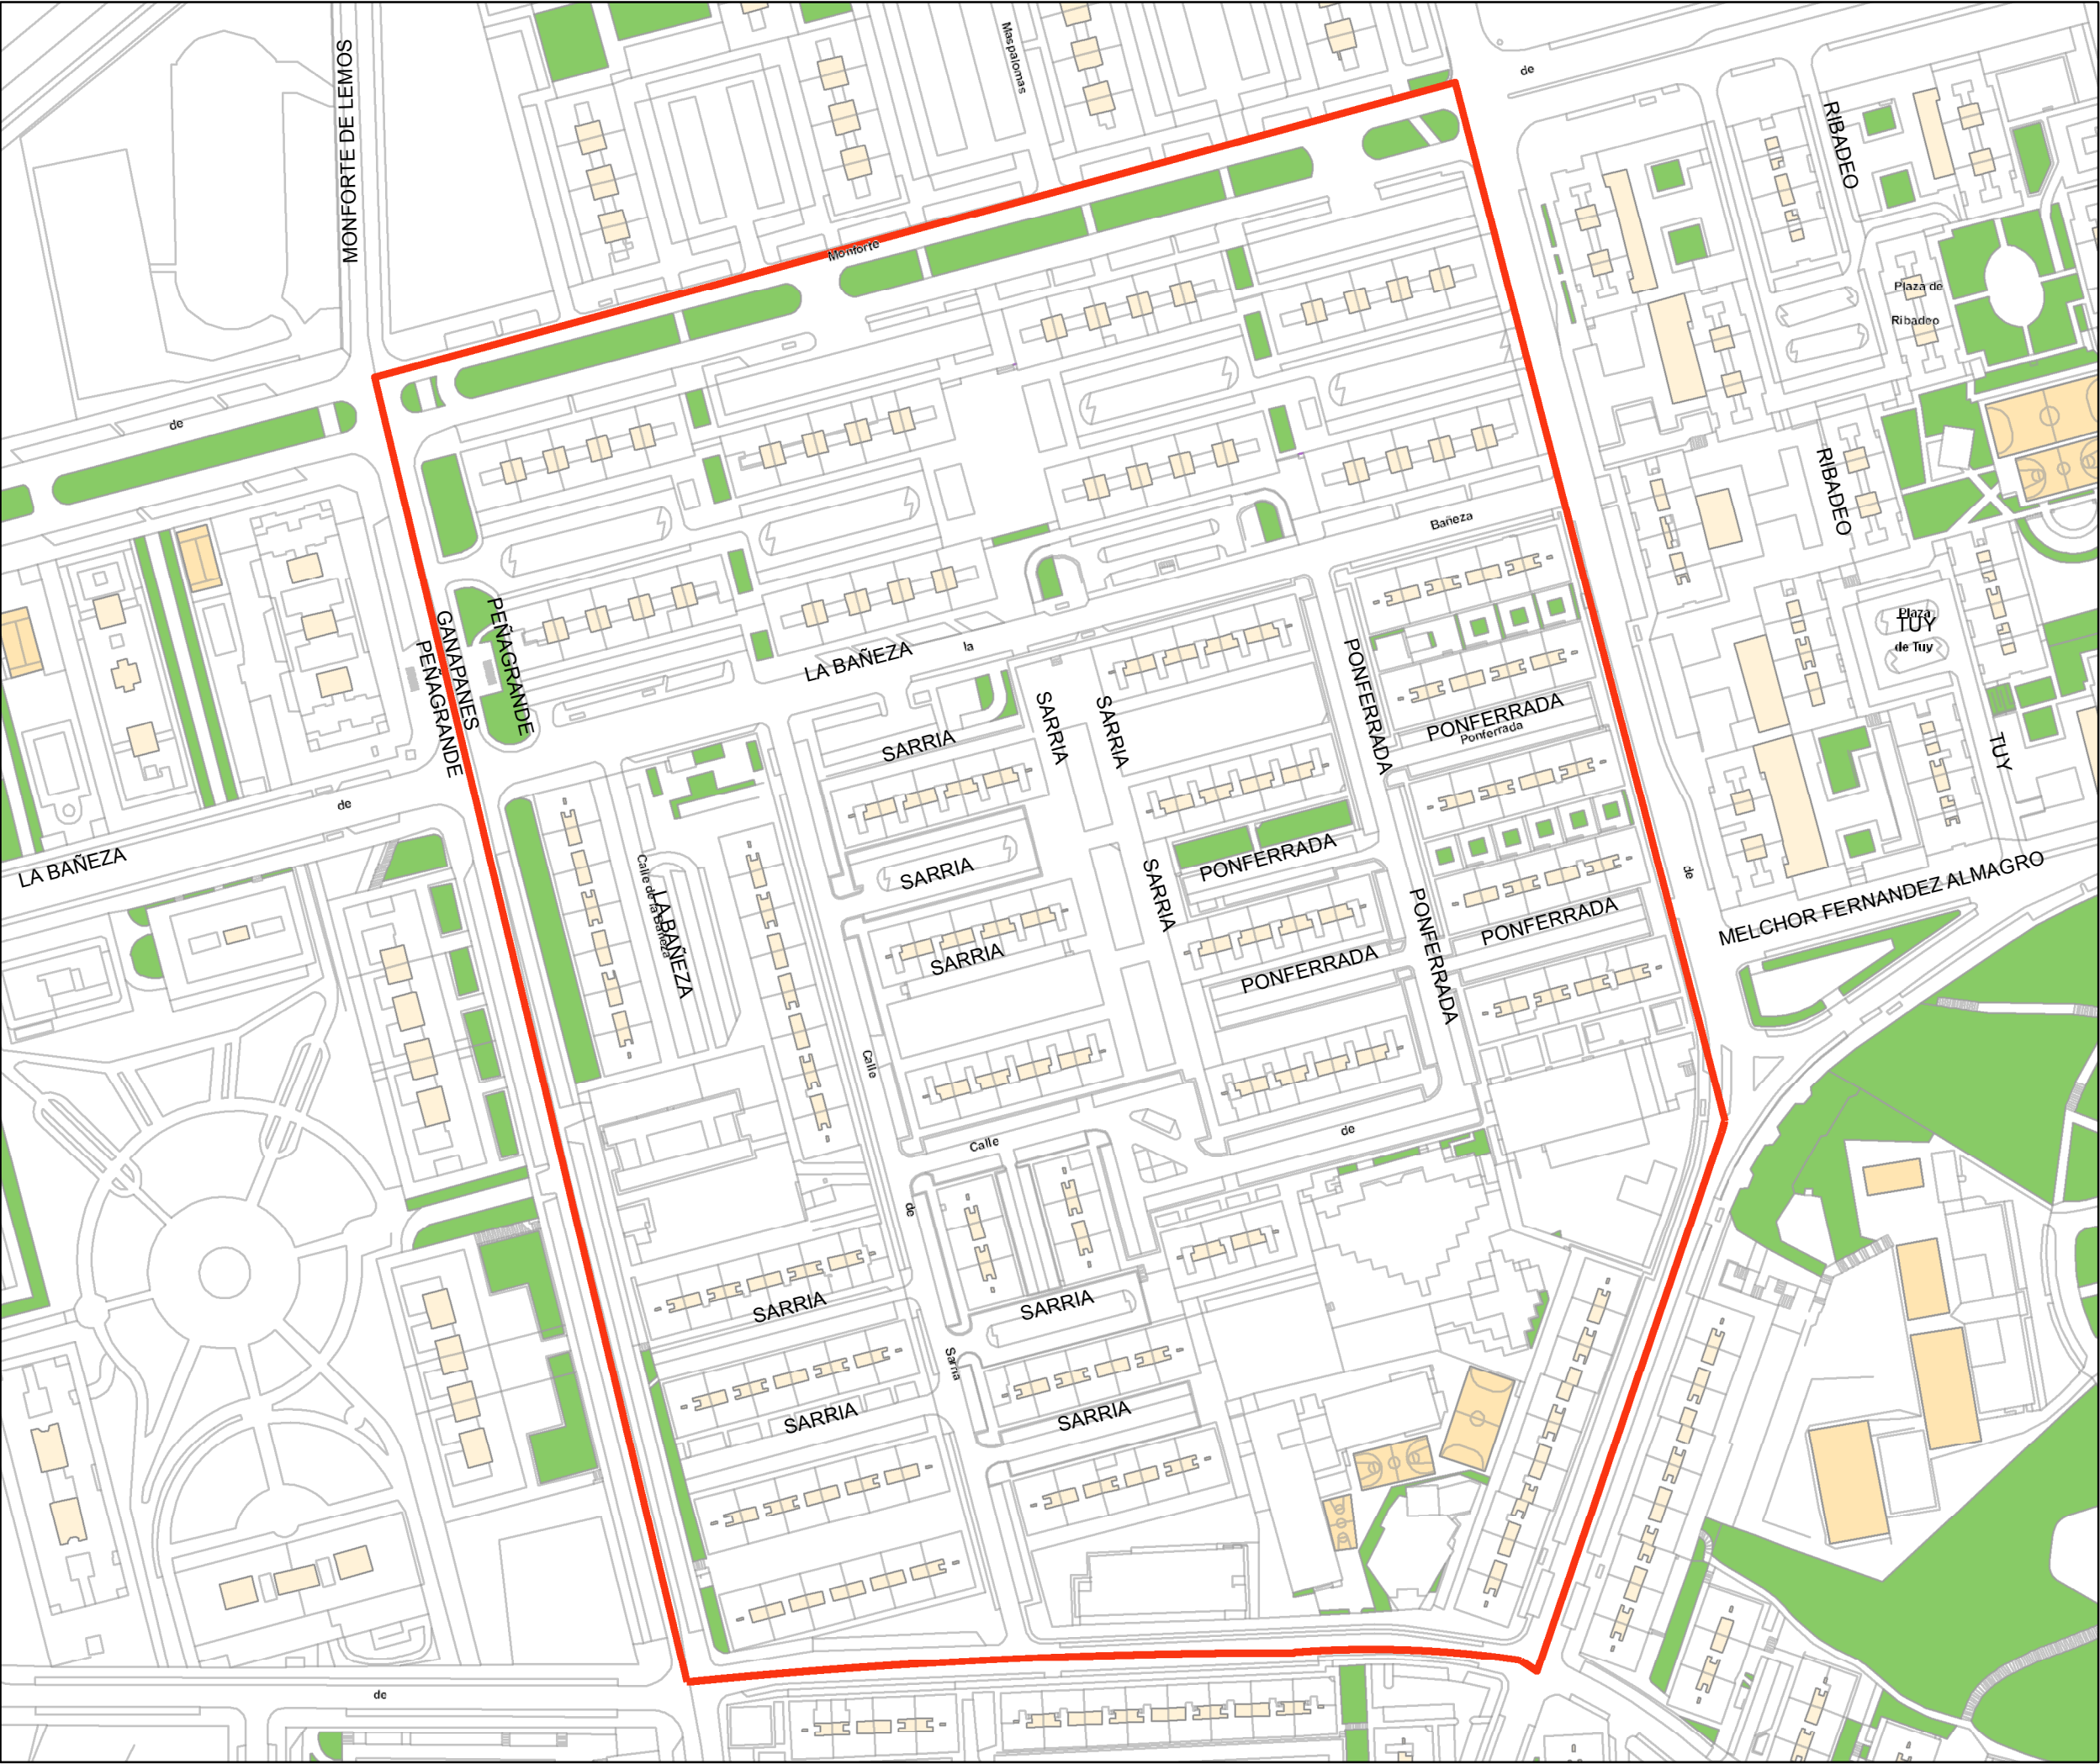 MONFORTE DE LEMOS
Maspalomas
de
RIBADEO
Monforte
Plaza de
Ribadeo
de
RIBADEO
Bañeza
PEÑAGRANDE
GANAPANES
PEÑAGRANDE
LA BAÑEZA
la
PONFERRADA
Plaza
TUY
de Tuy
SARRIA
SARRIA
SARRIA
PONFERRADA
Ponferrada
TUY
de
LA BAÑEZA
Calle de la Bañeza
LA BAÑEZA
SARRIA
SARRIA
PONFERRADA
PONFERRADA
PONFERRADA
de
MELCHOR FERNANDEZ ALMAGRO
SARRIA
PONFERRADA
Calle
Calle
de
de
SARRIA
SARRIA
Sarria
SARRIA
SARRIA
de